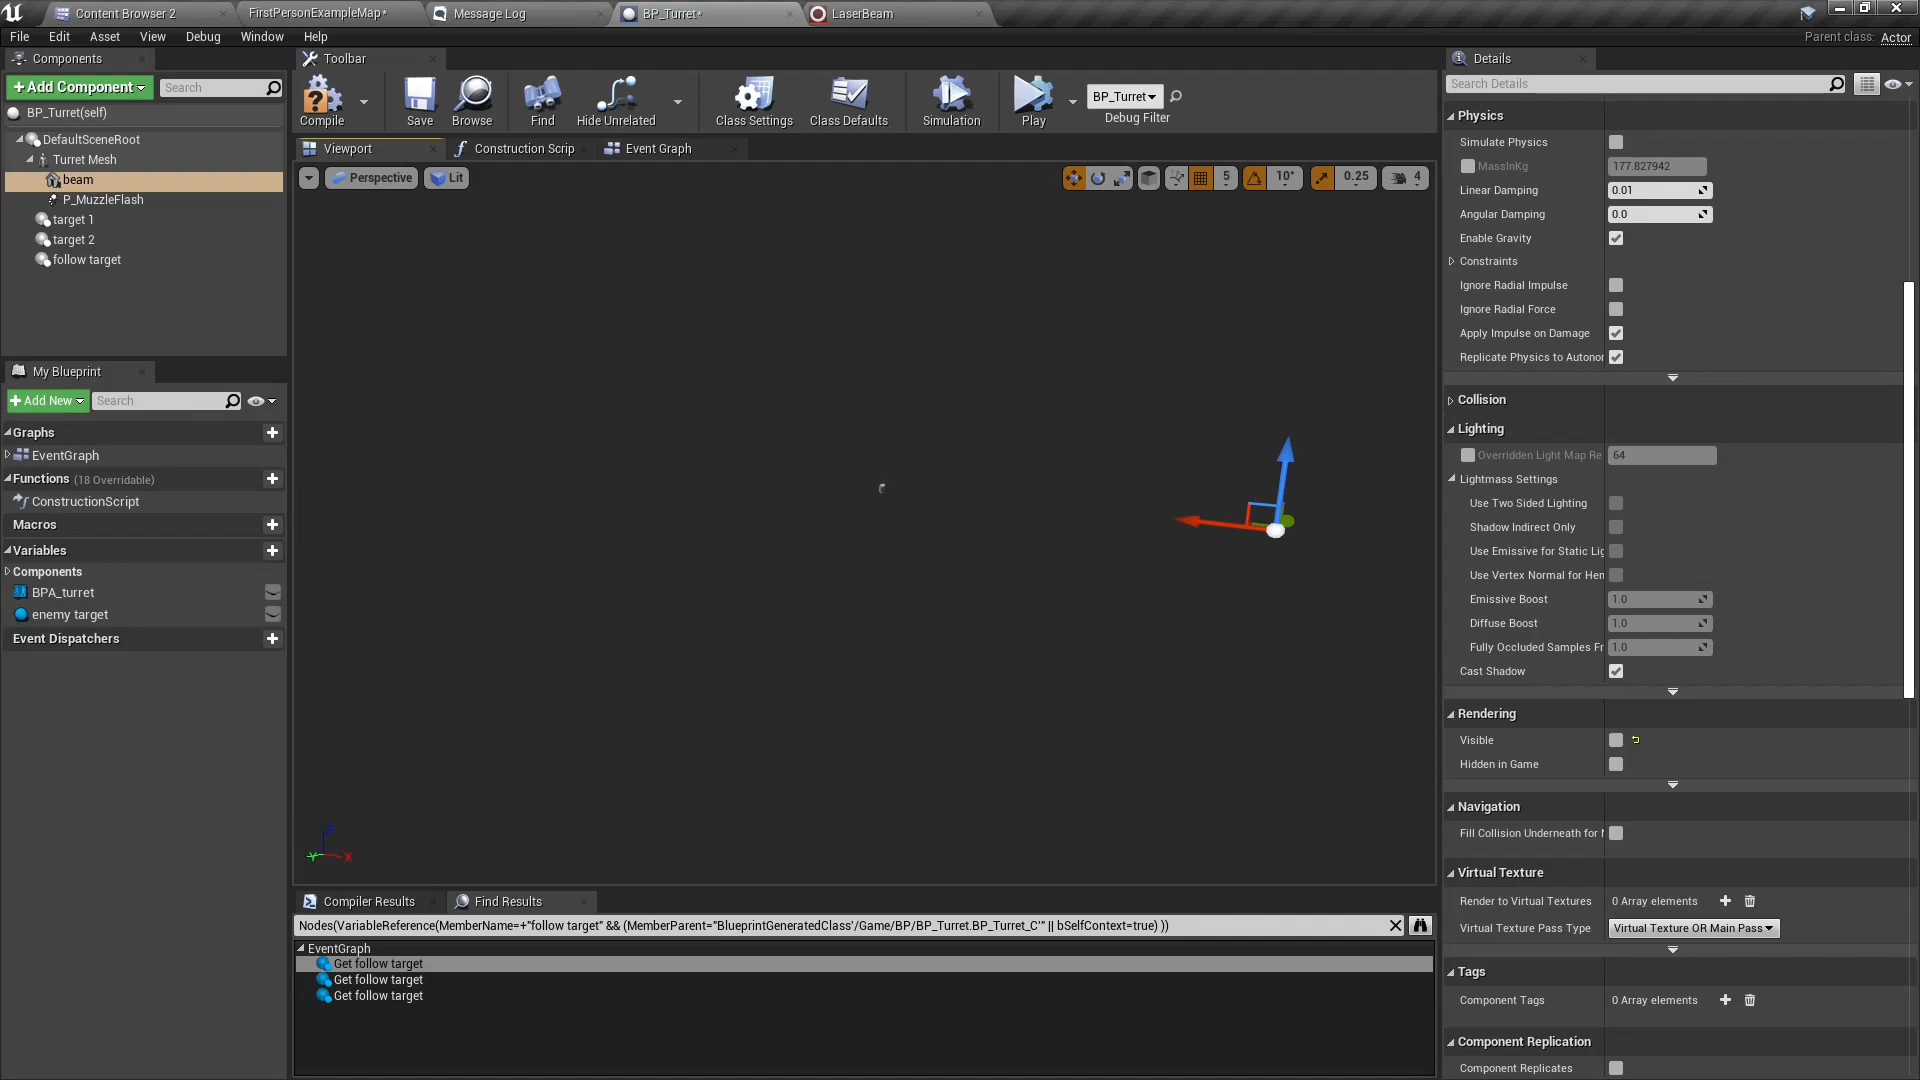 Content Browser 2
FirstPersonExampleMap*
Message Log
BP_Turret*
LaserBeam
File Edit Asset View Debug Window Help
Parent class: Actor
Components
+Add Component
Search
BP_Turret(self)
DefaultSceneRoot
Turret Mesh
beam
P_MuzzleFlash
target 1
target 2
follow target
My Blueprint
+Add New
Search
Graphs
EventGraph
Functions (18 Overridable)
ConstructionScript
Macros
Variables
Components
BPA_turret
enemy target
Event Dispatchers
Toolbar
Compile
Save
Browse
Find
Hide Unrelated
Class Settings
Class Defaults
Simulation
Play
BP_Turret
Debug Filter
Viewport
Construction Scrip
Event Graph
Perspective
Lit
5
10°
0.25
4
Z
Y
X
Compiler Results
Find Results
Nodes(VariableReference(MemberName=+"follow target" && (MemberParent="BlueprintGeneratedClass'/Game/BP/BP_Turret.BP_Turret_C'" || bSelfContext=true) ))
EventGraph
Get follow target
Get follow target
Get follow target
Details
Search Details
Physics
Simulate Physics
MassInKg 177.827942
Linear Damping 0.01
Angular Damping 0.0
Enable Gravity
Constraints
Ignore Radial Impulse
Ignore Radial Force
Apply Impulse on Damage
Replicate Physics to Autonor
Collision
Lighting
Overridden Light Map Re 64
Lightmass Settings
Use Two Sided Lighting
Shadow Indirect Only
Use Emissive for Static Lig
Use Vertex Normal for Hen
Emissive Boost 1.0
Diffuse Boost 1.0
Fully Occluded Samples Fr 1.0
Cast Shadow
Rendering
Visible
Hidden in Game
Navigation
Fill Collision Underneath for
Virtual Texture
Render to Virtual Textures 0 Array elements
Virtual Texture Pass Type Virtual Texture OR Main Pass
Tags
Component Tags 0 Array elements
Component Replication
Component Replicates